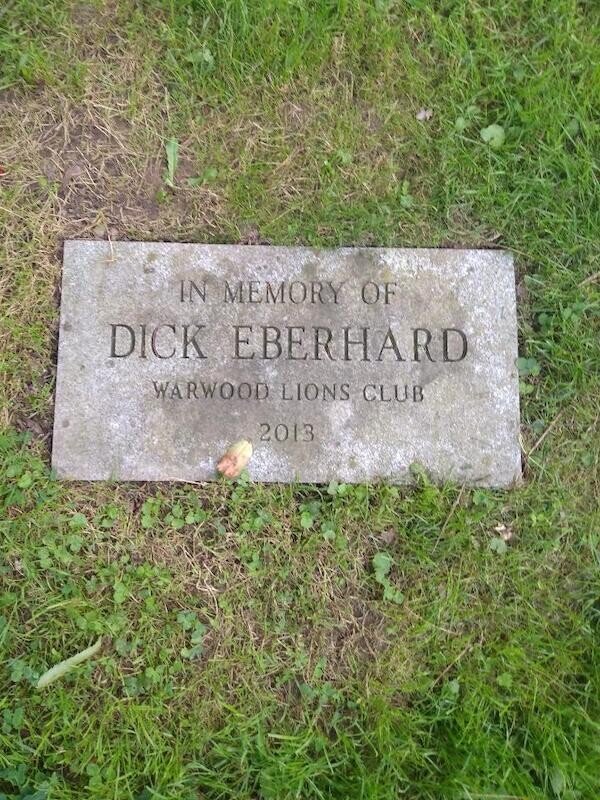 IN MEMORY OF
DICK EBERHARD
WARWOOD LIONS CLUB
2013